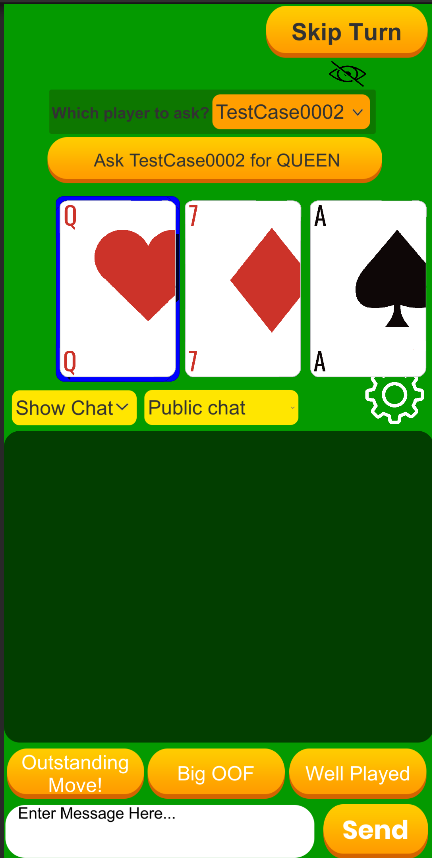 Skip Turn
Which player to ask? TestCase0002
Ask TestCase0002 for QUEEN
Q 7 A
Q 7 A
Show Chat Public chat
Outstanding
Move!
Big OOF
Well Played
Enter Message Here...
Send